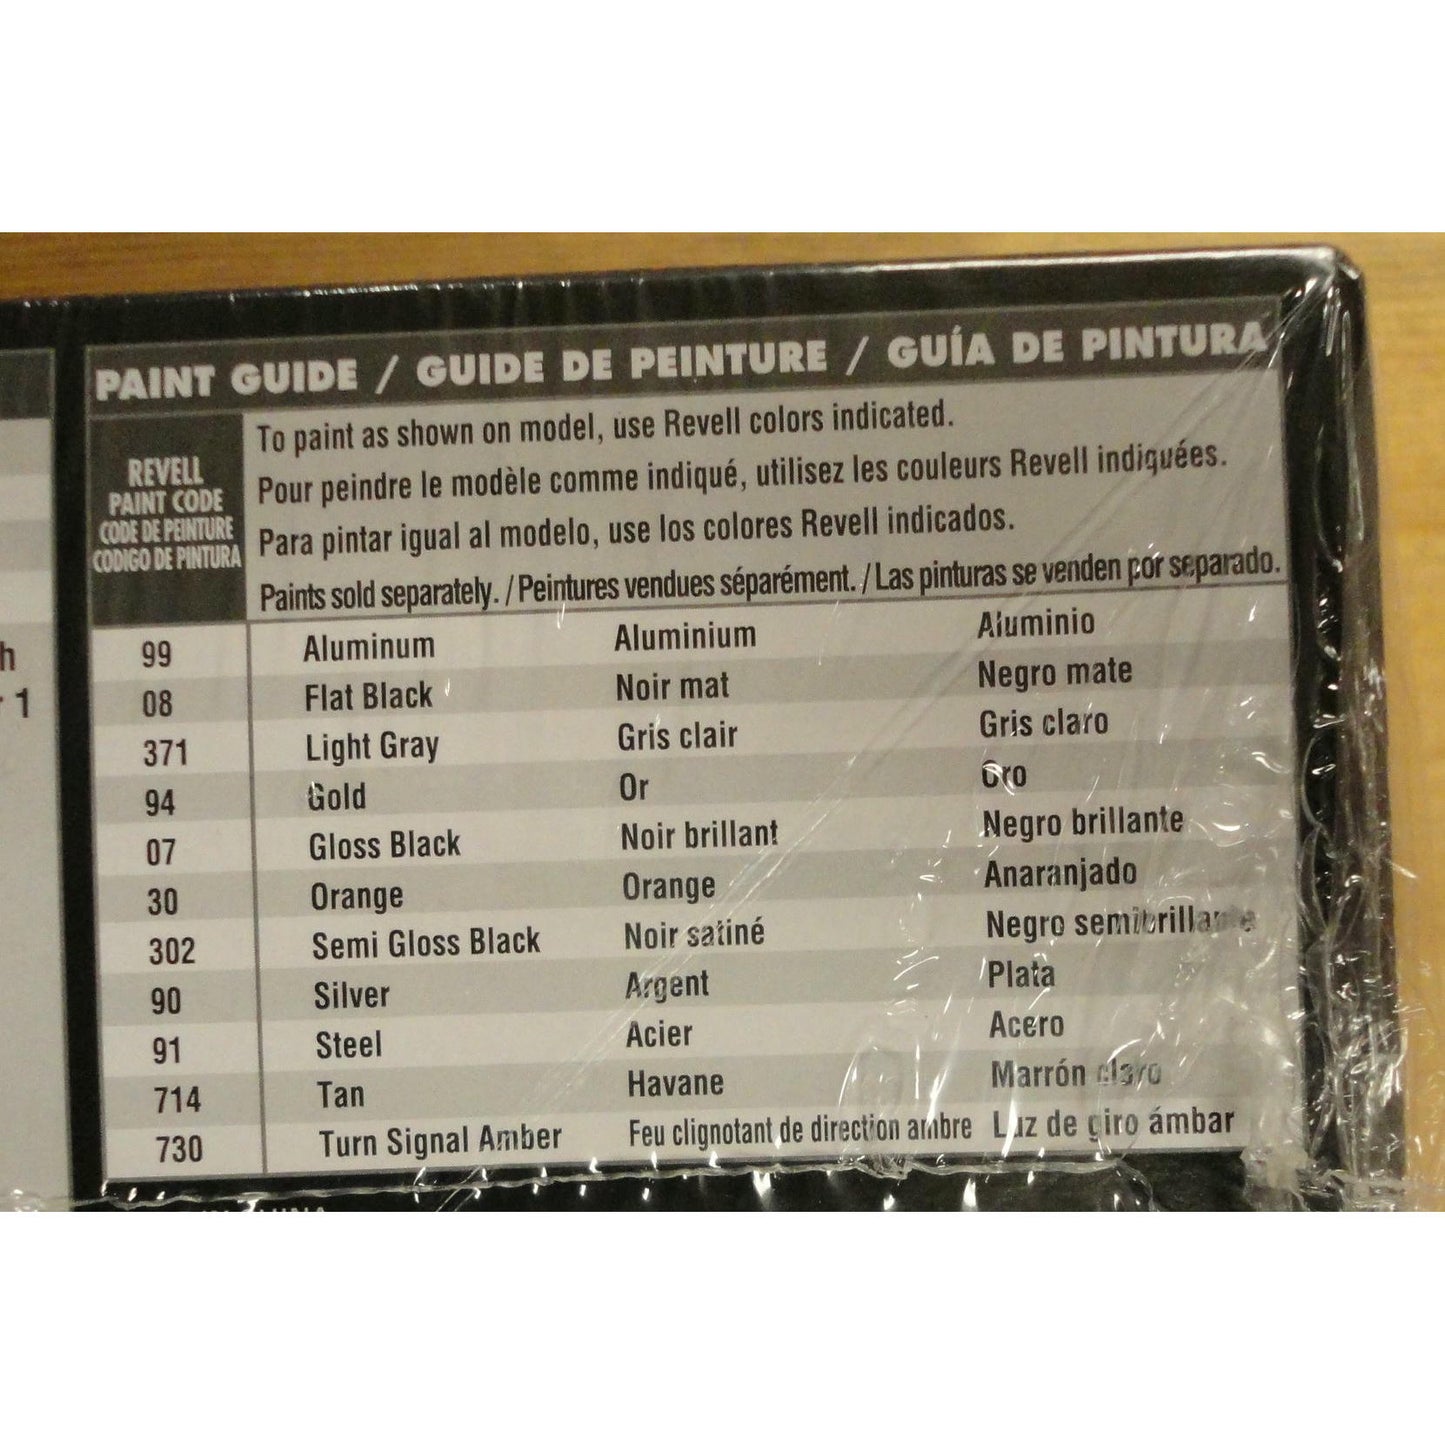 PAINT GUIDE / GUIDE DE PEINTURE / GUÍA DE PINTURA
REVELL
PAINT CODE
CODE DE PEINTURE
CODIGO DE PINTURA
To paint as shown on model, use Revell colors indicated.
Pour peindre le modèle comme indiqué, utilisez les couleurs Revell indiquées.
Para pintar igual al modelo, use los colores Revell indicados.
Paints sold separately. / Peintures vendues séparément. / Las pinturas se venden por separado.
99 Aluminum Aluminium Aluminio
08 Flat Black Noir mat Negro mate
371 Light Gray Gris clair Gris claro
94 Gold Or Oro
07 Gloss Black Noir brillant Negro brillante
30 Orange Orange Anaranjado
302 Semi Gloss Black Noir satiné Negro semibrillante
90 Silver Argent Plata
91 Steel Acier Acero
714 Tan Havane Marrón claro
730 Turn Signal Amber Feu clignotant de direction ambre Luz de giro ámbar